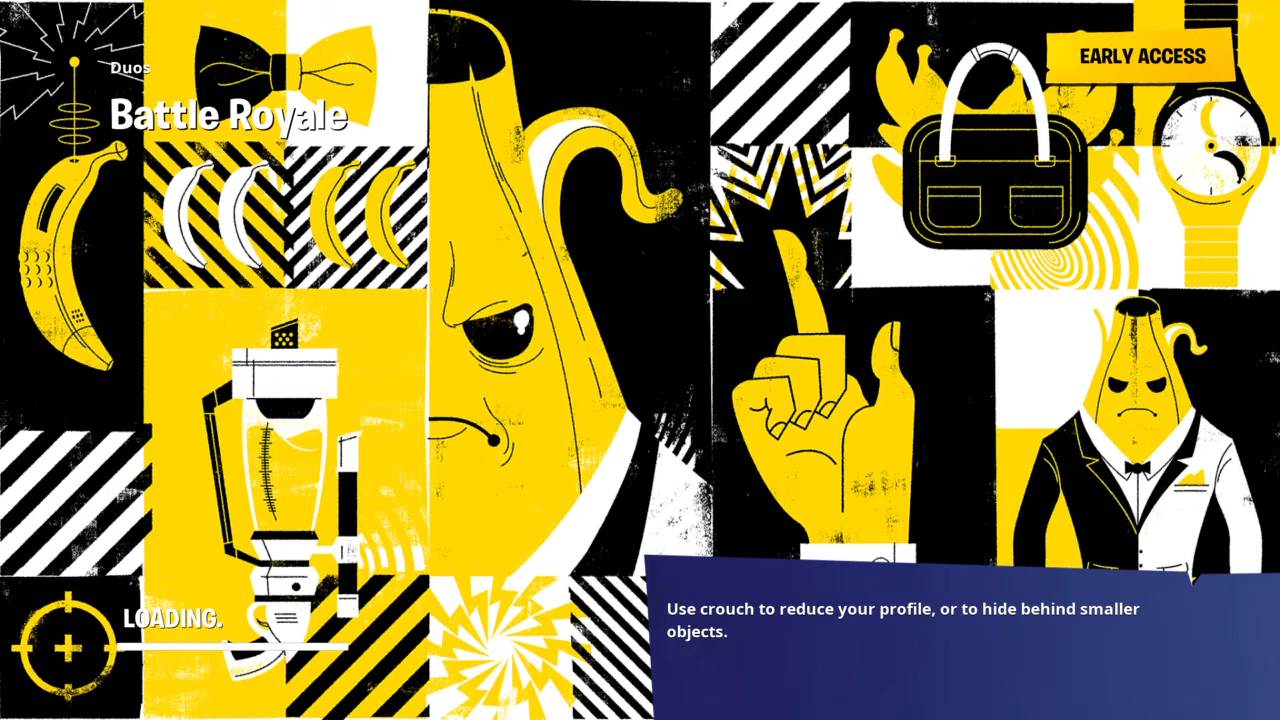 Duos
Battle Royale
EARLY ACCESS
LOADING.
Use crouch to reduce your profile, or to hide behind smaller
objects.